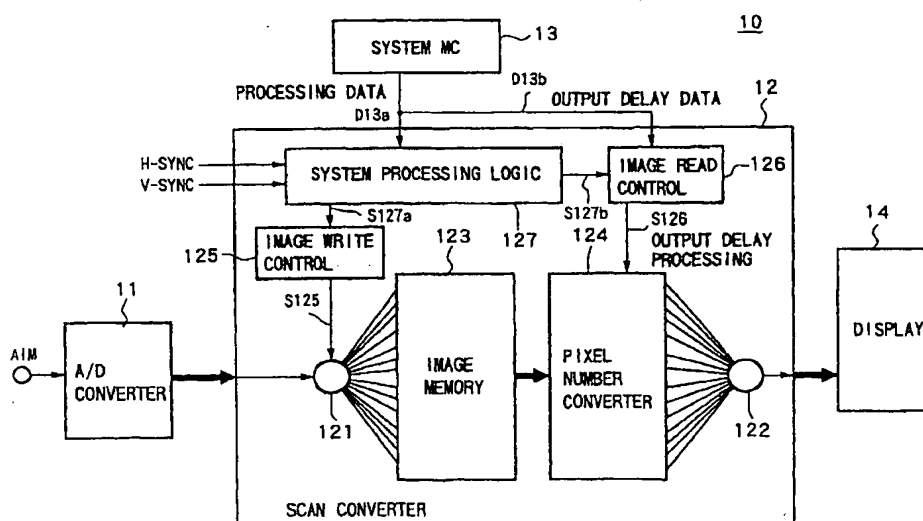 10
SYSTEM MC
13
PROCESSING DATA
D13b
OUTPUT DELAY DATA
D13a
12
H-SYNC
V-SYNC
SYSTEM PROCESSING LOGIC
IMAGE READ
CONTROL
126
S127a
S127b
127
S126
OUTPUT DELAY
PROCESSING
125
IMAGE WRITE
CONTROL
123
124
14
S125
11
AIM
A/D
CONVERTER
121
IMAGE
MEMORY
PIXEL
NUMBER
CONVERTER
122
DISPLAY
SCAN CONVERTER